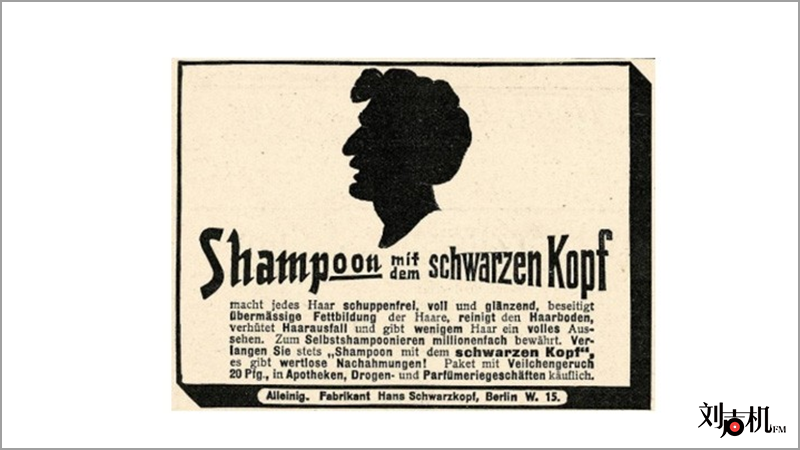 Shampoon mit dem schwarzen Kopf
macht jedes Haar schuppenfrei, voll und glänzend, beseitigt
übermässige Fettbildung der Haare, reinigt den Haarboden,
verhütet Haarausfall und gibt wenigem Haar ein volles Aus-
sehen. Zum Selbstshampoonieren millionenfach bewährt. Ver-
langen Sie stets „Shampoon mit dem schwarzen Kopf“,
es gibt wertlose Nachahmungen! Paket mit Veilchengeruch
20 Pfg., in Apotheken, Drogen- und Parfümeriegeschäften käuflich.
Alleinig. Fabrikant Hans Schwarzkopf, Berlin W. 15.
刘声机.FM